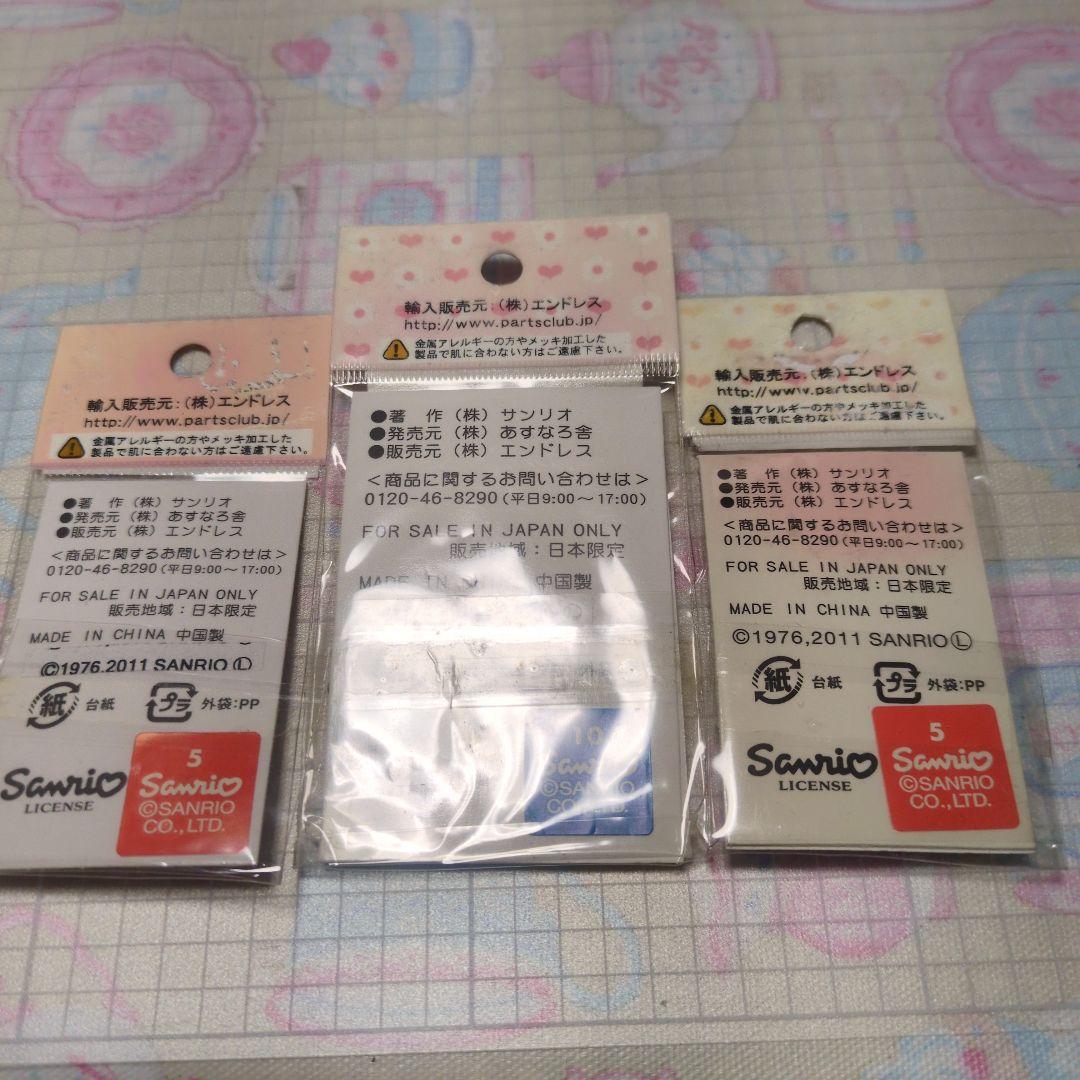 輸入販売元:(株)エンドレス
http://www.partsclub.jp/
金属アレルギーの方やメッキ加工した
製品で肌に合わない方はご遠慮下さい。
●著 作(株)サンリオ
●発売元(株)あすなろ舎
●販売元(株)エンドレス
<商品に関するお問い合わせは>
0120-46-8290(平日9:00~17:00)
FOR SALE IN JAPAN ONLY
販売地域:日本限定
MADE IN CHINA 中国製
©1976,2011 SANRIO Ⓛ
紙 台紙
プラ 外袋:PP
Sanrio
LICENSE
5
Sanrio
©SANRIO
CO.,LTD.
輸入販売元:(株)エンドレス
http://www.partsclub.jp/
金属アレルギーの方やメッキ加工した
製品で肌に合わない方はご遠慮下さい。
●著 作(株)サンリオ
●発売元(株)あすなろ舎
●販売元(株)エンドレス
<商品に関するお問い合わせは>
0120-46-8290(平日9:00~17:00)
FOR SALE IN JAPAN ONLY
販売地域:日本限定
MADE IN 中国製
10
Sanrio
©SANRIO
CO.,LTD.
輸入販売元:(株)エンドレス
http://www.partsclub.jp/
金属アレルギーの方やメッキ加工した
製品で肌に合わない方はご遠慮下さい。
●著 作(株)サンリオ
●発売元(株)あすなろ舎
●販売元(株)エンドレス
<商品に関するお問い合わせは>
0120-46-8290(平日9:00~17:00)
FOR SALE IN JAPAN ONLY
販売地域:日本限定
MADE IN CHINA 中国製
©1976,2011 SANRIO Ⓛ
紙 台紙
プラ 外袋:PP
Sanrio
LICENSE
5
Sanrio
©SANRIO
CO.,LTD.